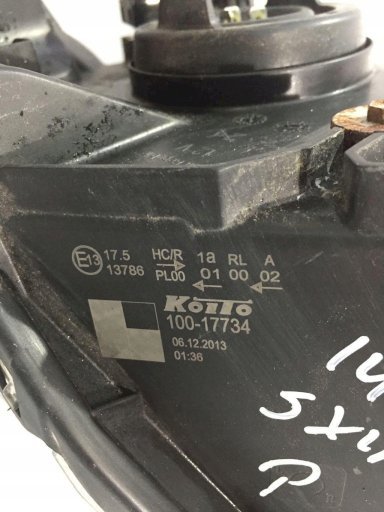 E13 17.5 HC/R 1a RL A
13786 PL00 01 00 02
KOITO
100-17734
06.12.2013
01:36